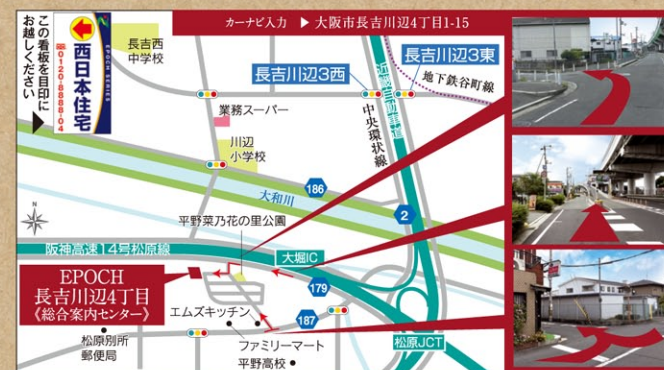 カーナビ入力 ▶ 大阪市長吉川辺4丁目1-15
この看板を目印に
お越しください
EPOCH SERIES
西日本住宅
0120-8888-04
長吉西
中学校
長吉川辺3西
長吉川辺3東
地下鉄谷町線
近畿自動車道
中央環状線
業務スーパー
川辺
小学校
186
大和川
2
平野菜乃花の里公園
阪神高速14号松原線
大堀IC
EPOCH
長吉川辺4丁目
《総合案内センター》
179
エムズキッチン
187
松原別所
郵便局
ファミリーマート
平野高校
松原JCT